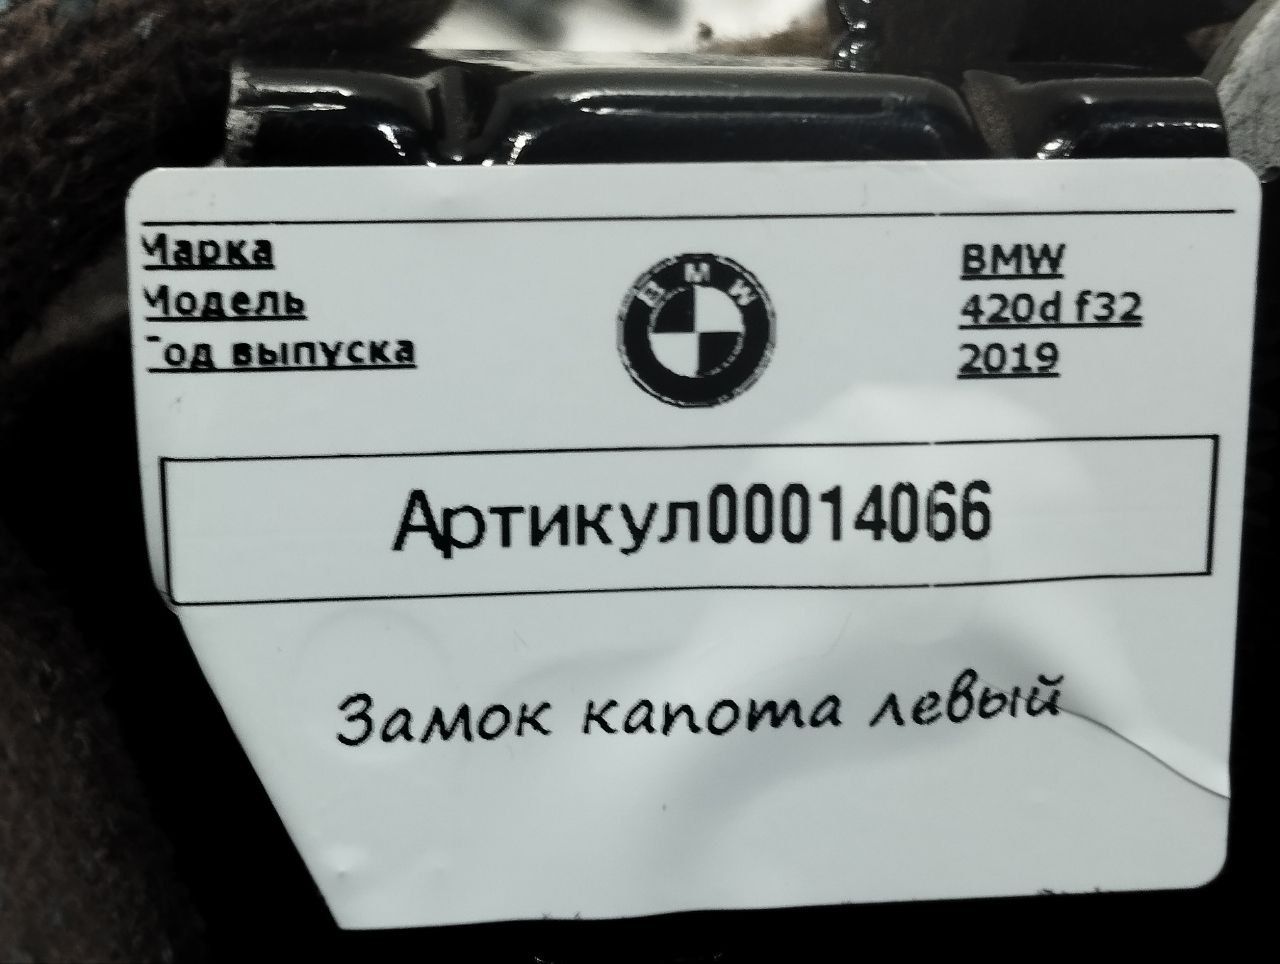 Марка BMW
Модель 420d f32
Год выпуска 2019
BMW
Артикул00014066
Замок капота левый